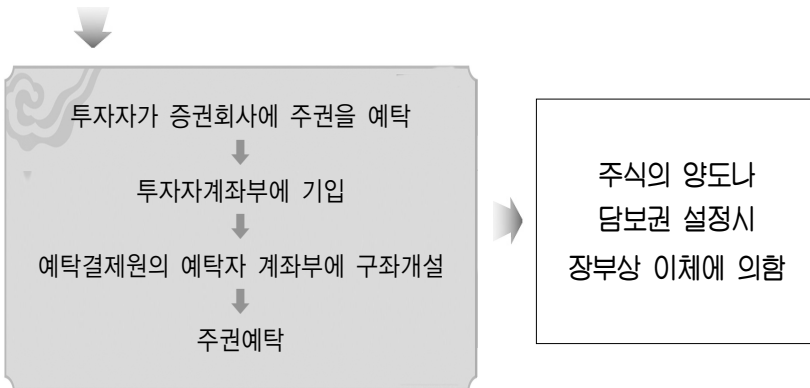 투자자가 증권회사에 주권을 예탁
투자자계좌부에 기입
예탁결제원의 예탁자 계좌부에 구좌개설
주권예탁
주식의 양도나
담보권 설정시
장부상 이체에 의함